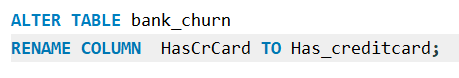 ALTER TABLE bank_churn
RENAME COLUMN  HasCrCard TO Has_creditcard;